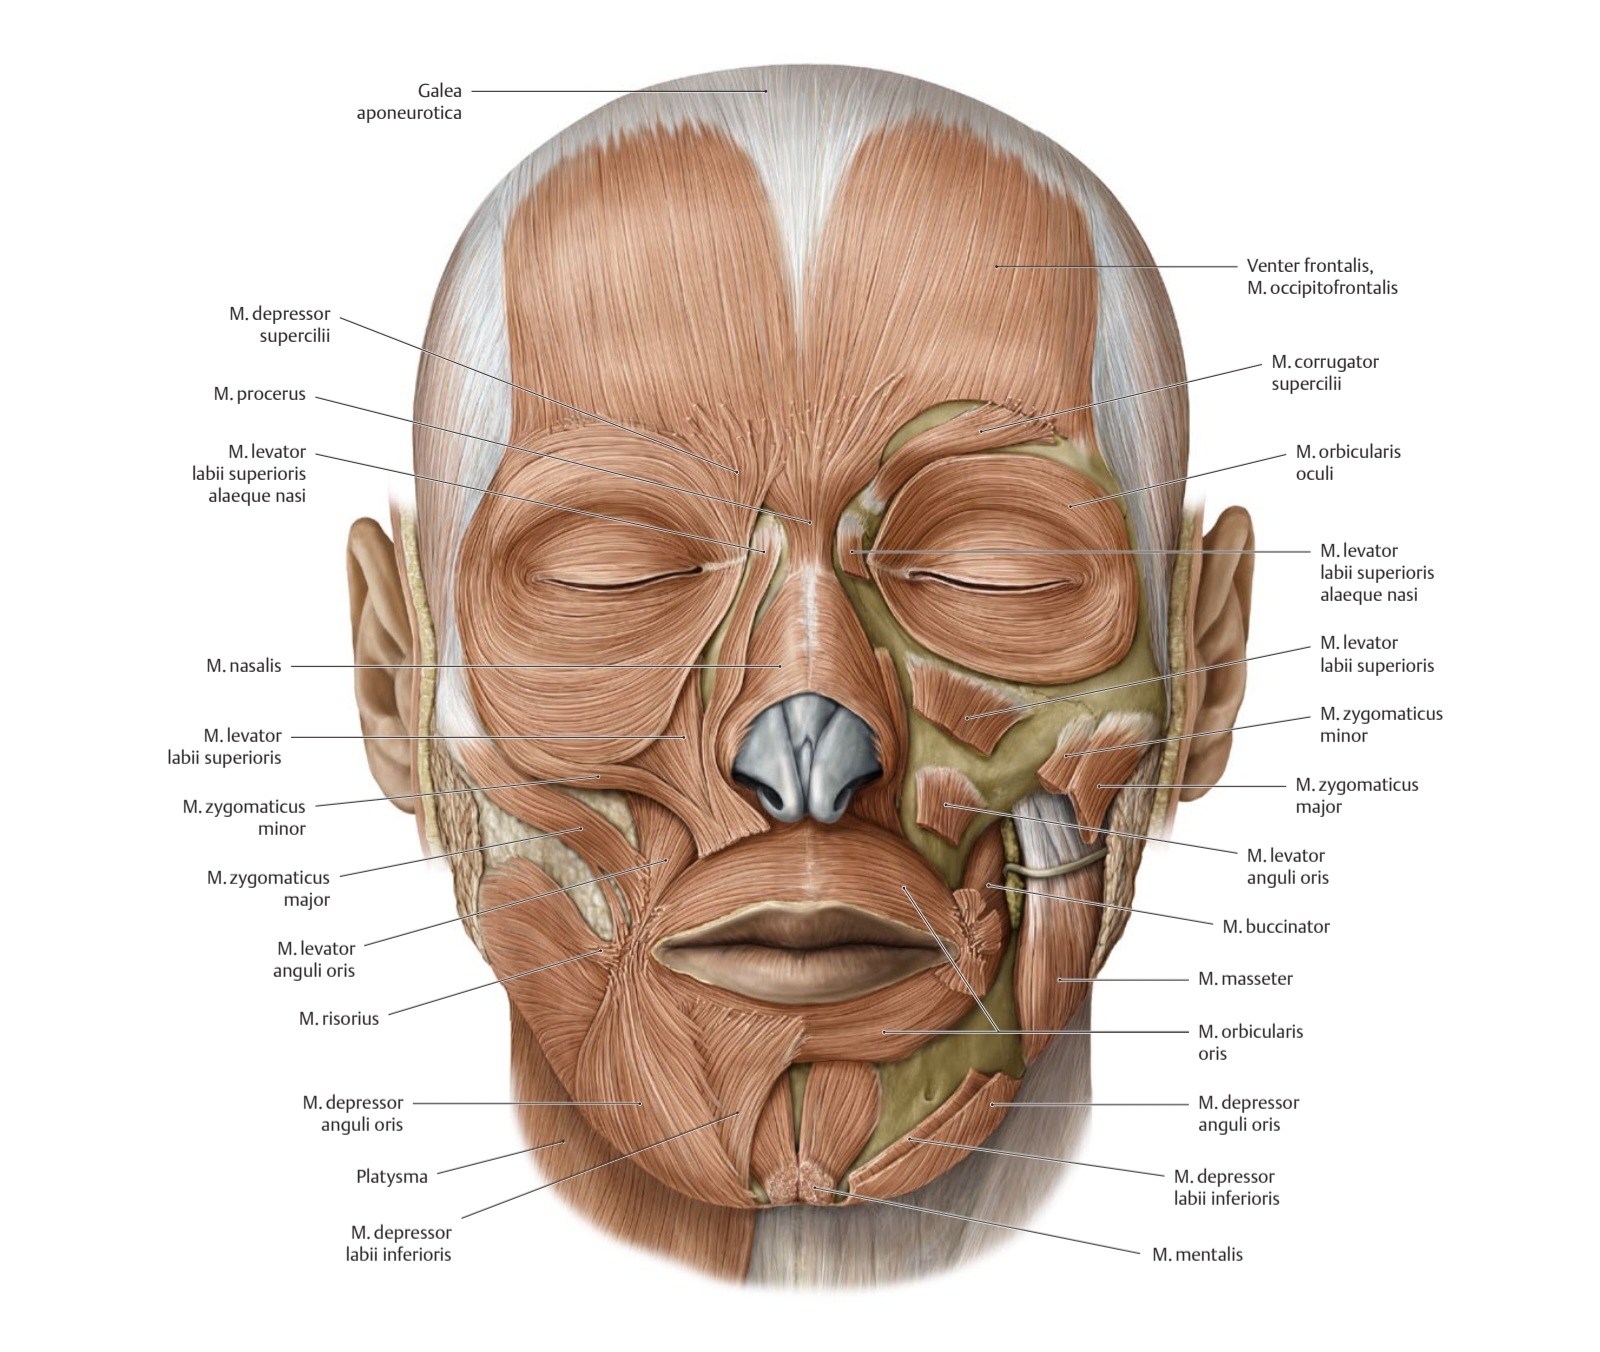 Galea
aponeurotica
M. depressor
supercilii
M. procerus
M. levator
labii superioris
alaeque nasi
M. nasalis
M. levator
labii superioris
M. zygomaticus
minor
M. zygomaticus
major
M. levator
anguli oris
M. risorius
M. depressor
anguli oris
Platysma
M. depressor
labii inferioris
Venter frontalis,
M. occipitofrontalis
M. corrugator
supercilii
M. orbicularis
oculi
M. levator
labii superioris
alaeque nasi
M. levator
labii superioris
M. zygomaticus
minor
M. zygomaticus
major
M. levator
anguli oris
M. buccinator
M. masseter
M. orbicularis
oris
M. depressor
anguli oris
M. depressor
labii inferioris
M. mentalis